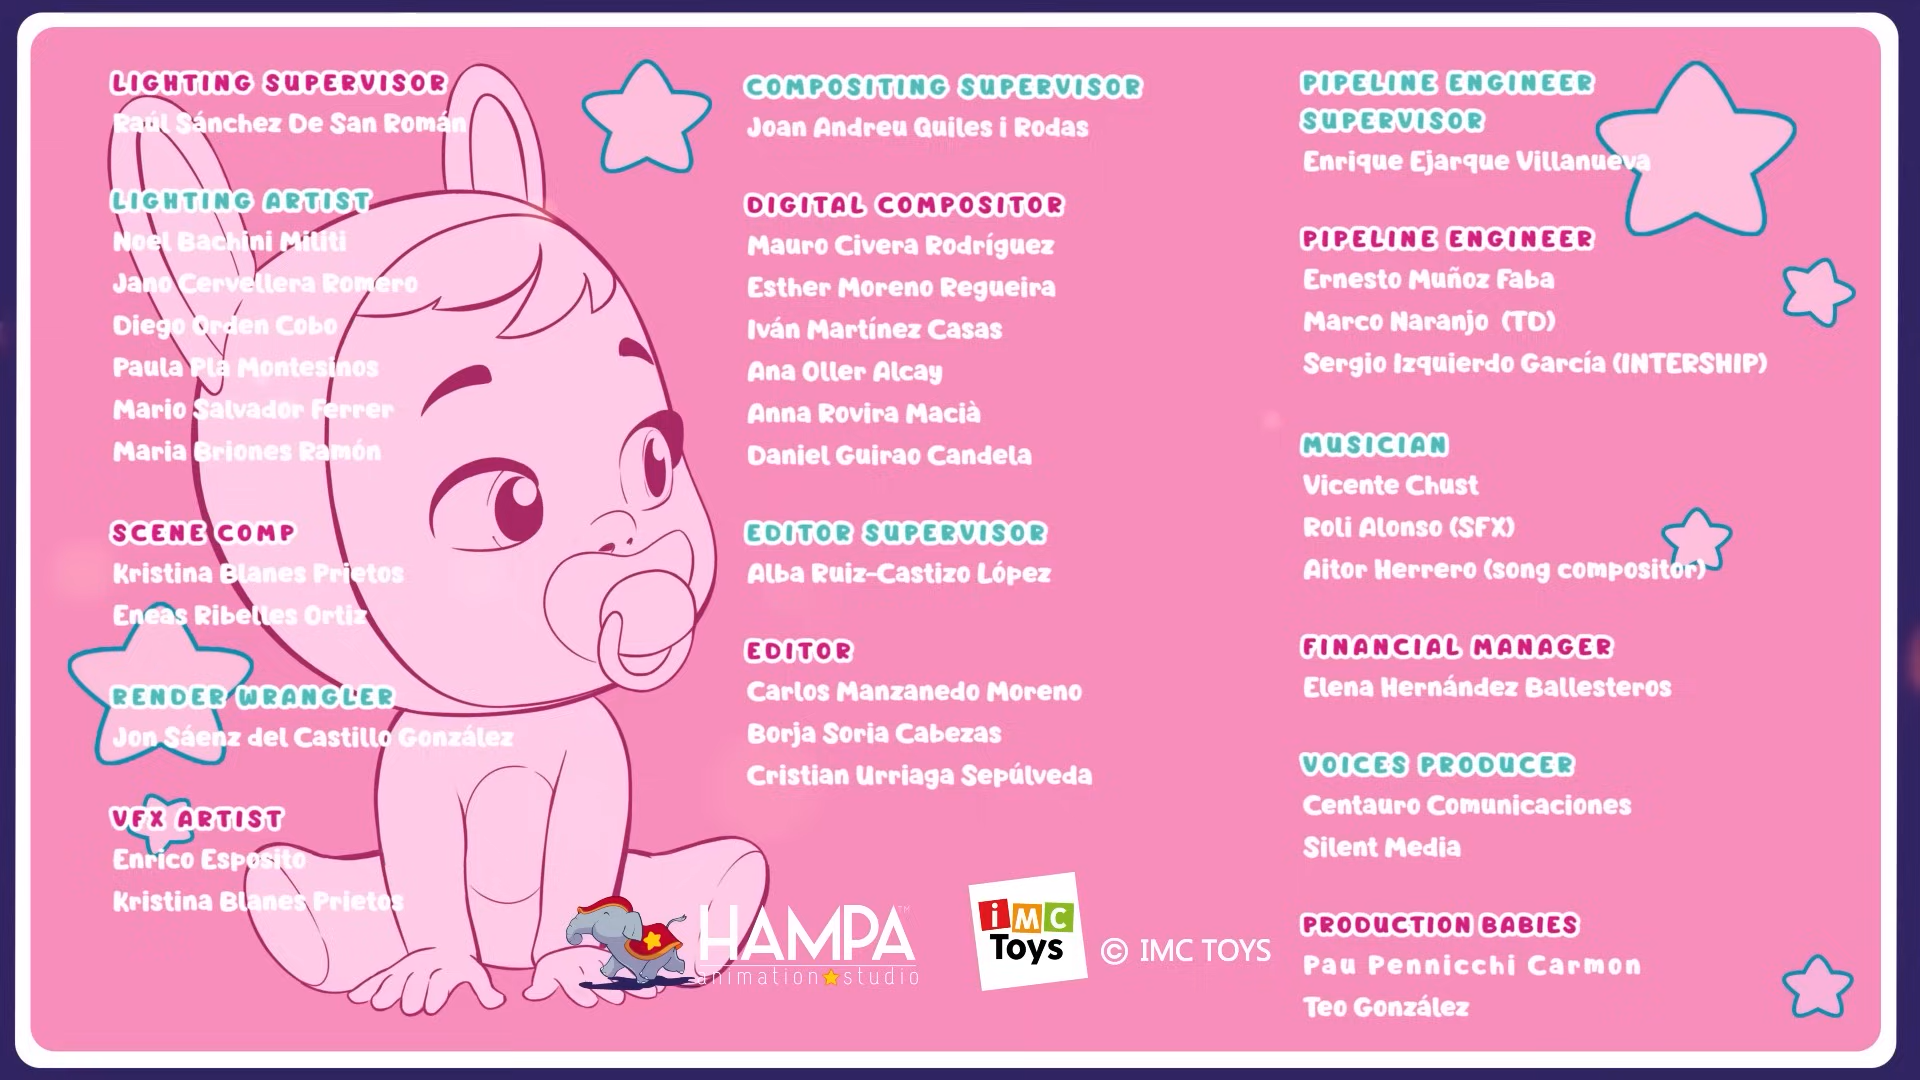 LIGHTING SUPERVISOR
Raúl Sánchez De San Román
LIGHTING ARTIST
Noel Bachini Militi
Jano Cervellera Romero
Diego Orden Cobo
Paula Pla Montesinos
Mario Salvador Ferrer
Maria Briones Ramón
SCENE COMP
Kristina Blanes Prietos
Eneas Ribelles Ortiz
RENDER WRANGLER
Jon Sáenz del Castillo González
VFX ARTIST
Enrico Esposito
Kristina Blanes Prietos
COMPOSITING SUPERVISOR
Joan Andreu Quiles i Rodas
DIGITAL COMPOSITOR
Mauro Civera Rodríguez
Esther Moreno Regueira
Iván Martínez Casas
Ana Oller Alcay
Anna Rovira Macià
Daniel Guirao Candela
EDITOR SUPERVISOR
Alba Ruiz-Castizo López
EDITOR
Carlos Manzanedo Moreno
Borja Soria Cabezas
Cristian Urriaga Sepúlveda
HAMPA™
animation studio
iMC
Toys
© IMC TOYS
PIPELINE ENGINEER
SUPERVISOR
Enrique Ejarque Villanueva
PIPELINE ENGINEER
Ernesto Muñoz Faba
Marco Naranjo (TD)
Sergio Izquierdo García (INTERSHIP)
MUSICIAN
Vicente Chust
Roli Alonso (SFX)
Aitor Herrero (song compositor)
FINANCIAL MANAGER
Elena Hernández Ballesteros
VOICES PRODUCER
Centauro Comunicaciones
Silent Media
PRODUCTION BABIES
Pau Pennicchi Carmon
Teo González